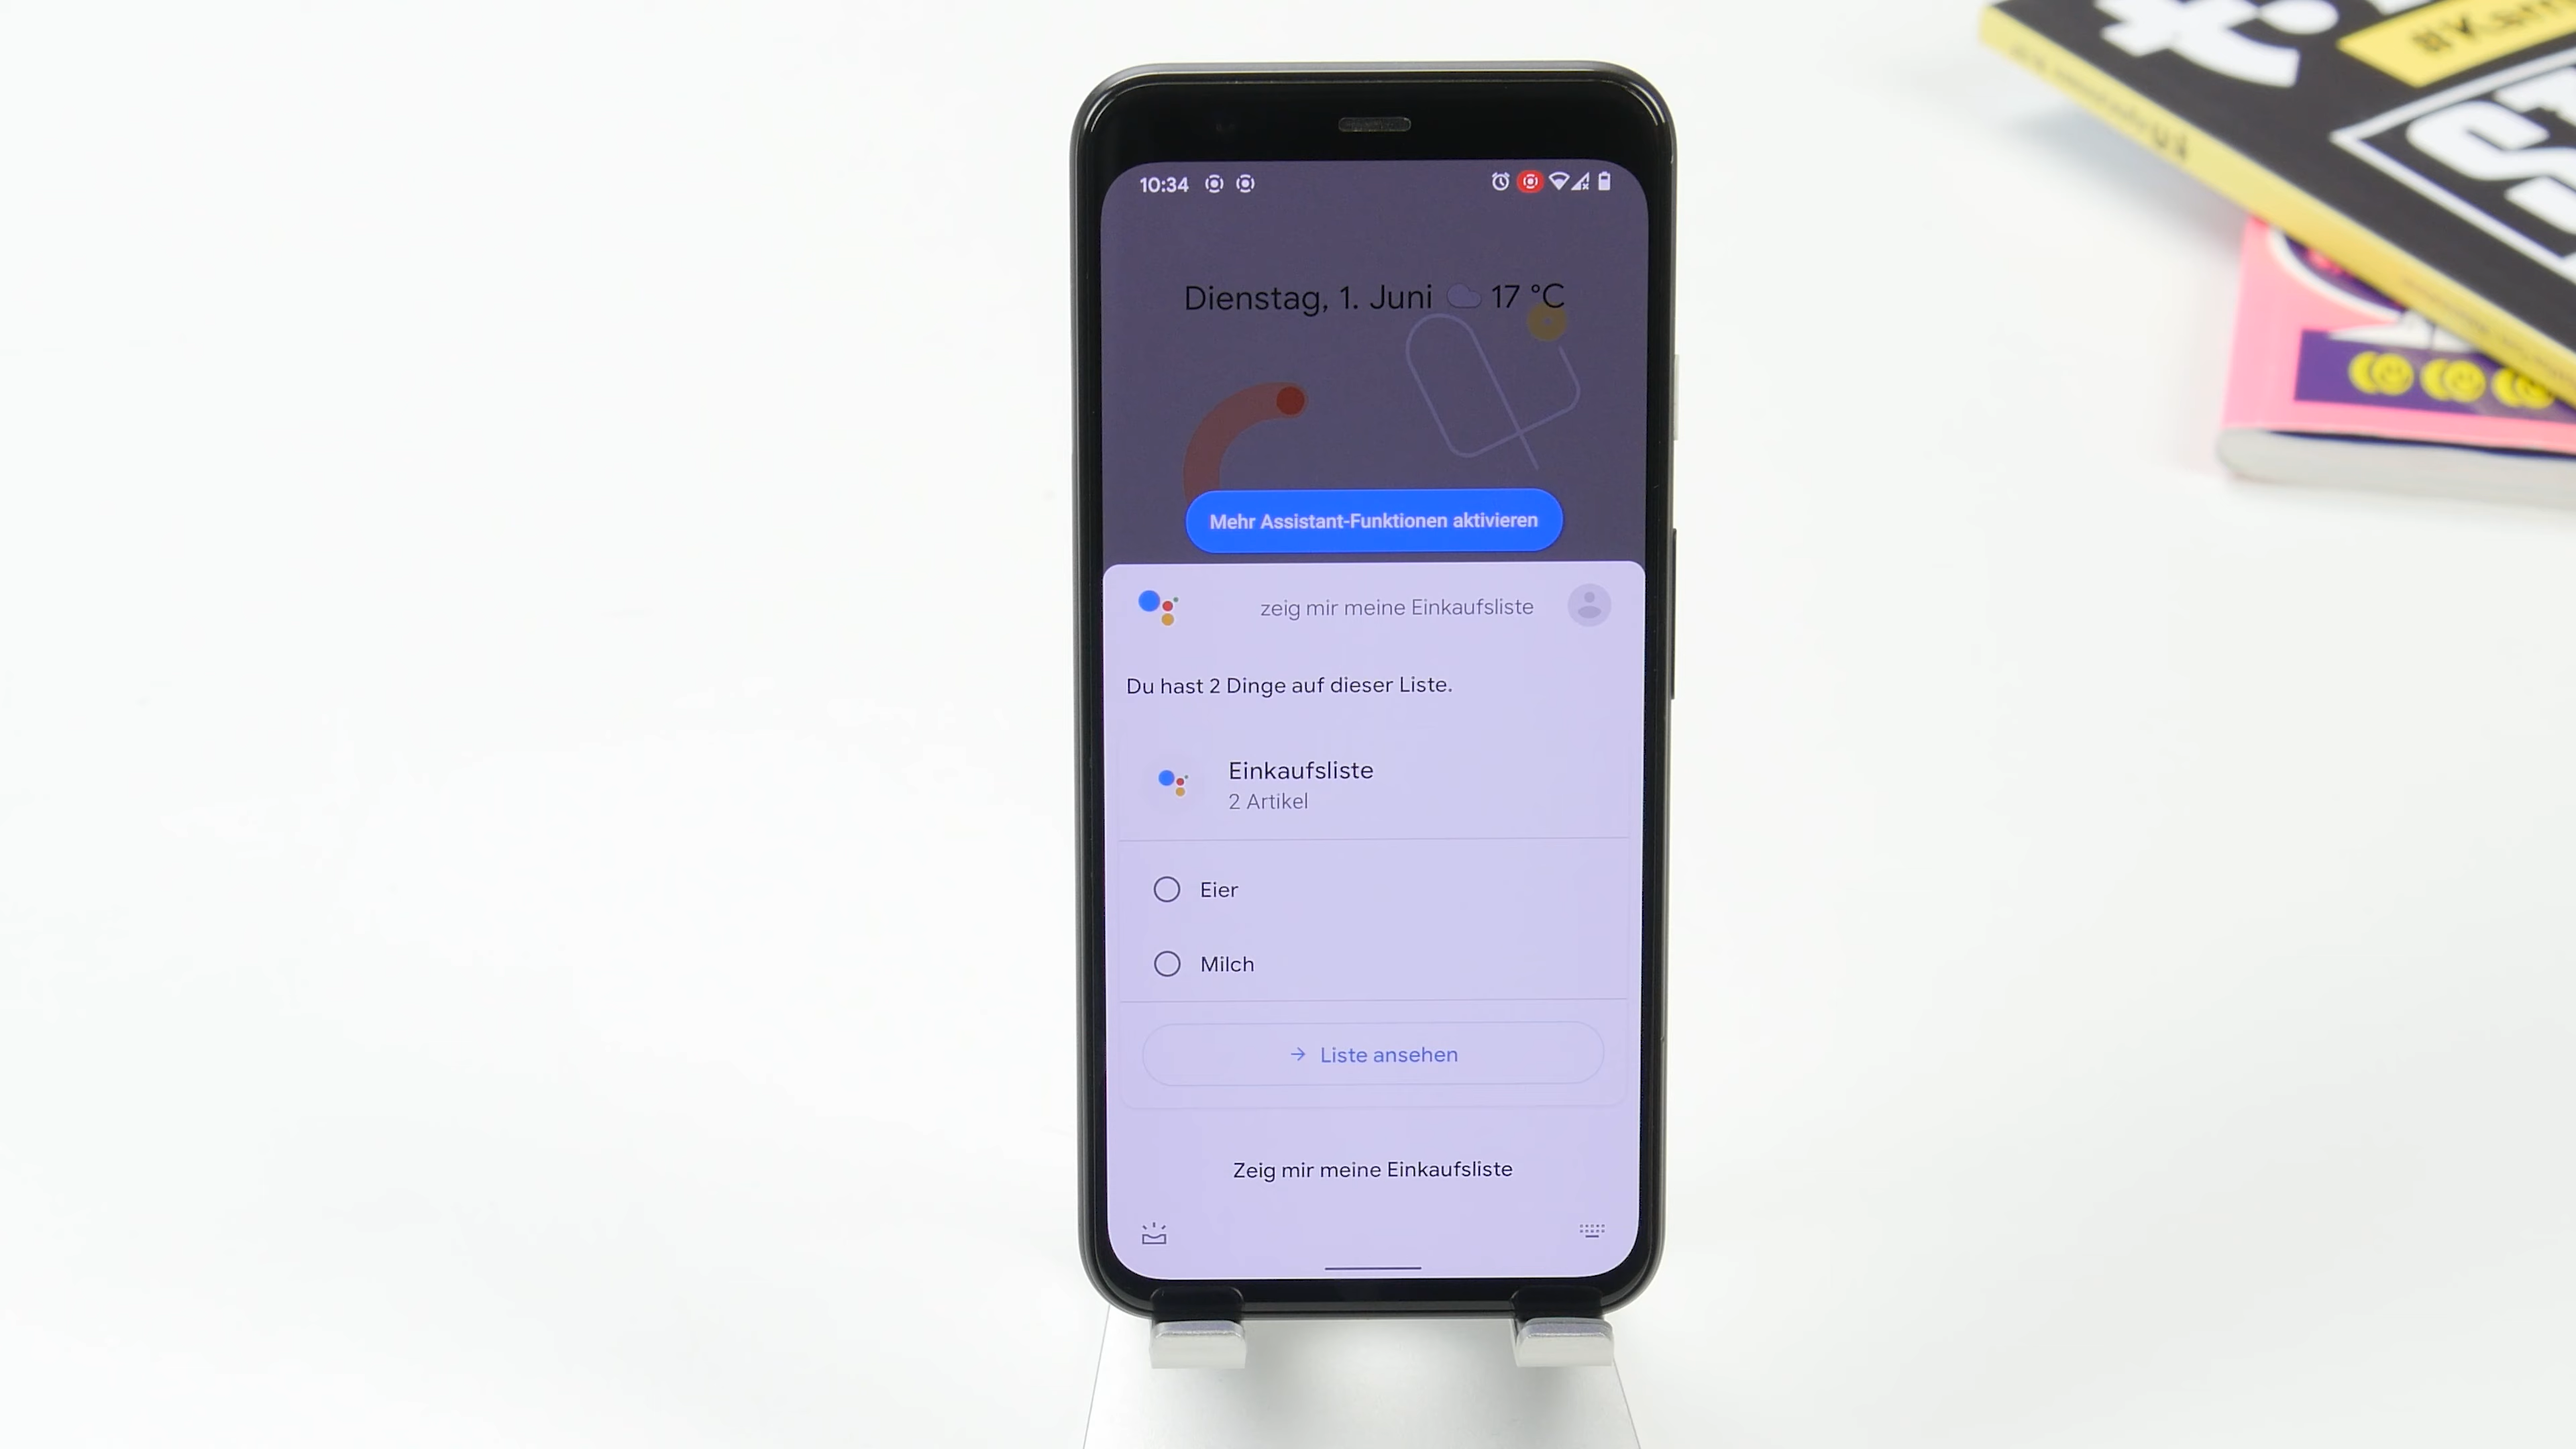 10:34
Dienstag, 1. Juni 17 °C
Mehr Assistant-Funktionen aktivieren
zeig mir meine Einkaufsliste
Du hast 2 Dinge auf dieser Liste.
Einkaufsliste
2 Artikel
Eier
Milch
→ Liste ansehen
Zeig mir meine Einkaufsliste